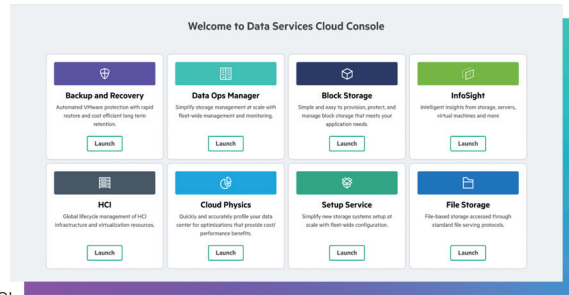 Welcome to Data Services Cloud Console
Backup and Recovery
Automated VMware protection with rapid
restore and cost efficient long term
retention.
Launch
Data Ops Manager
Simplify storage management at scale with
fleet-wide management and monitoring.
Launch
Block Storage
Simple and easy to provision, protect, and
manage block storage that meets your
application needs.
Launch
InfoSight
Intelligent insights from storage, servers,
virtual machines and more
Launch
HCI
Global lifecycle management of HCI
infrastructure and virtualization resources.
Launch
Cloud Physics
Quickly and accurately profile your data
center for optimizations that provide cost/
performance benefits.
Launch
Setup Service
Simplify new storage systems setup at
scale with fleet-wide configuration.
Launch
File Storage
File-based storage accessed through
standard file serving protocols.
Launch